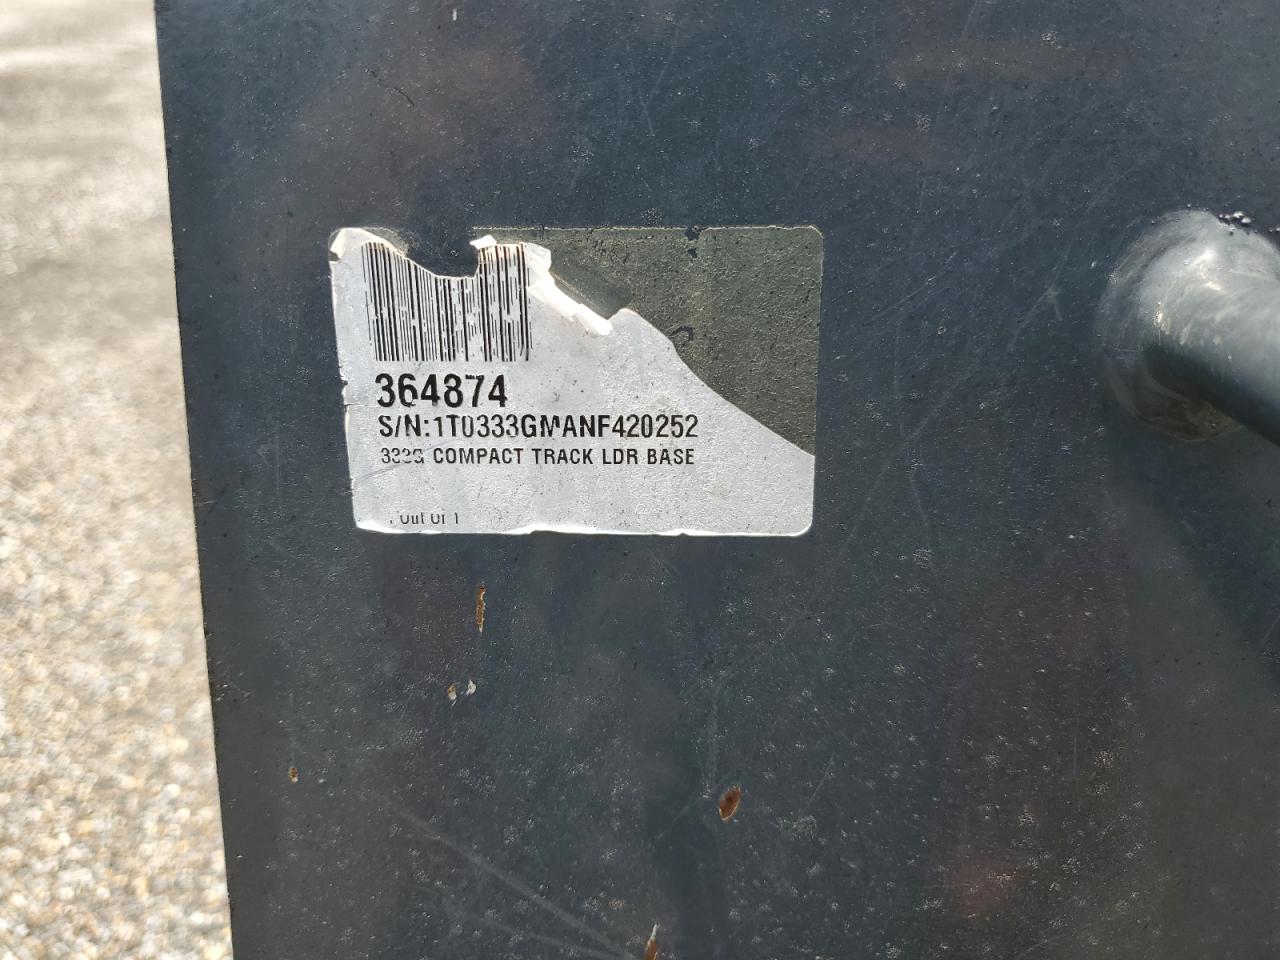 364874
S/N:1T0333GMANF420252
333G COMPACT TRACK LDR BASE
1 Out Of 1